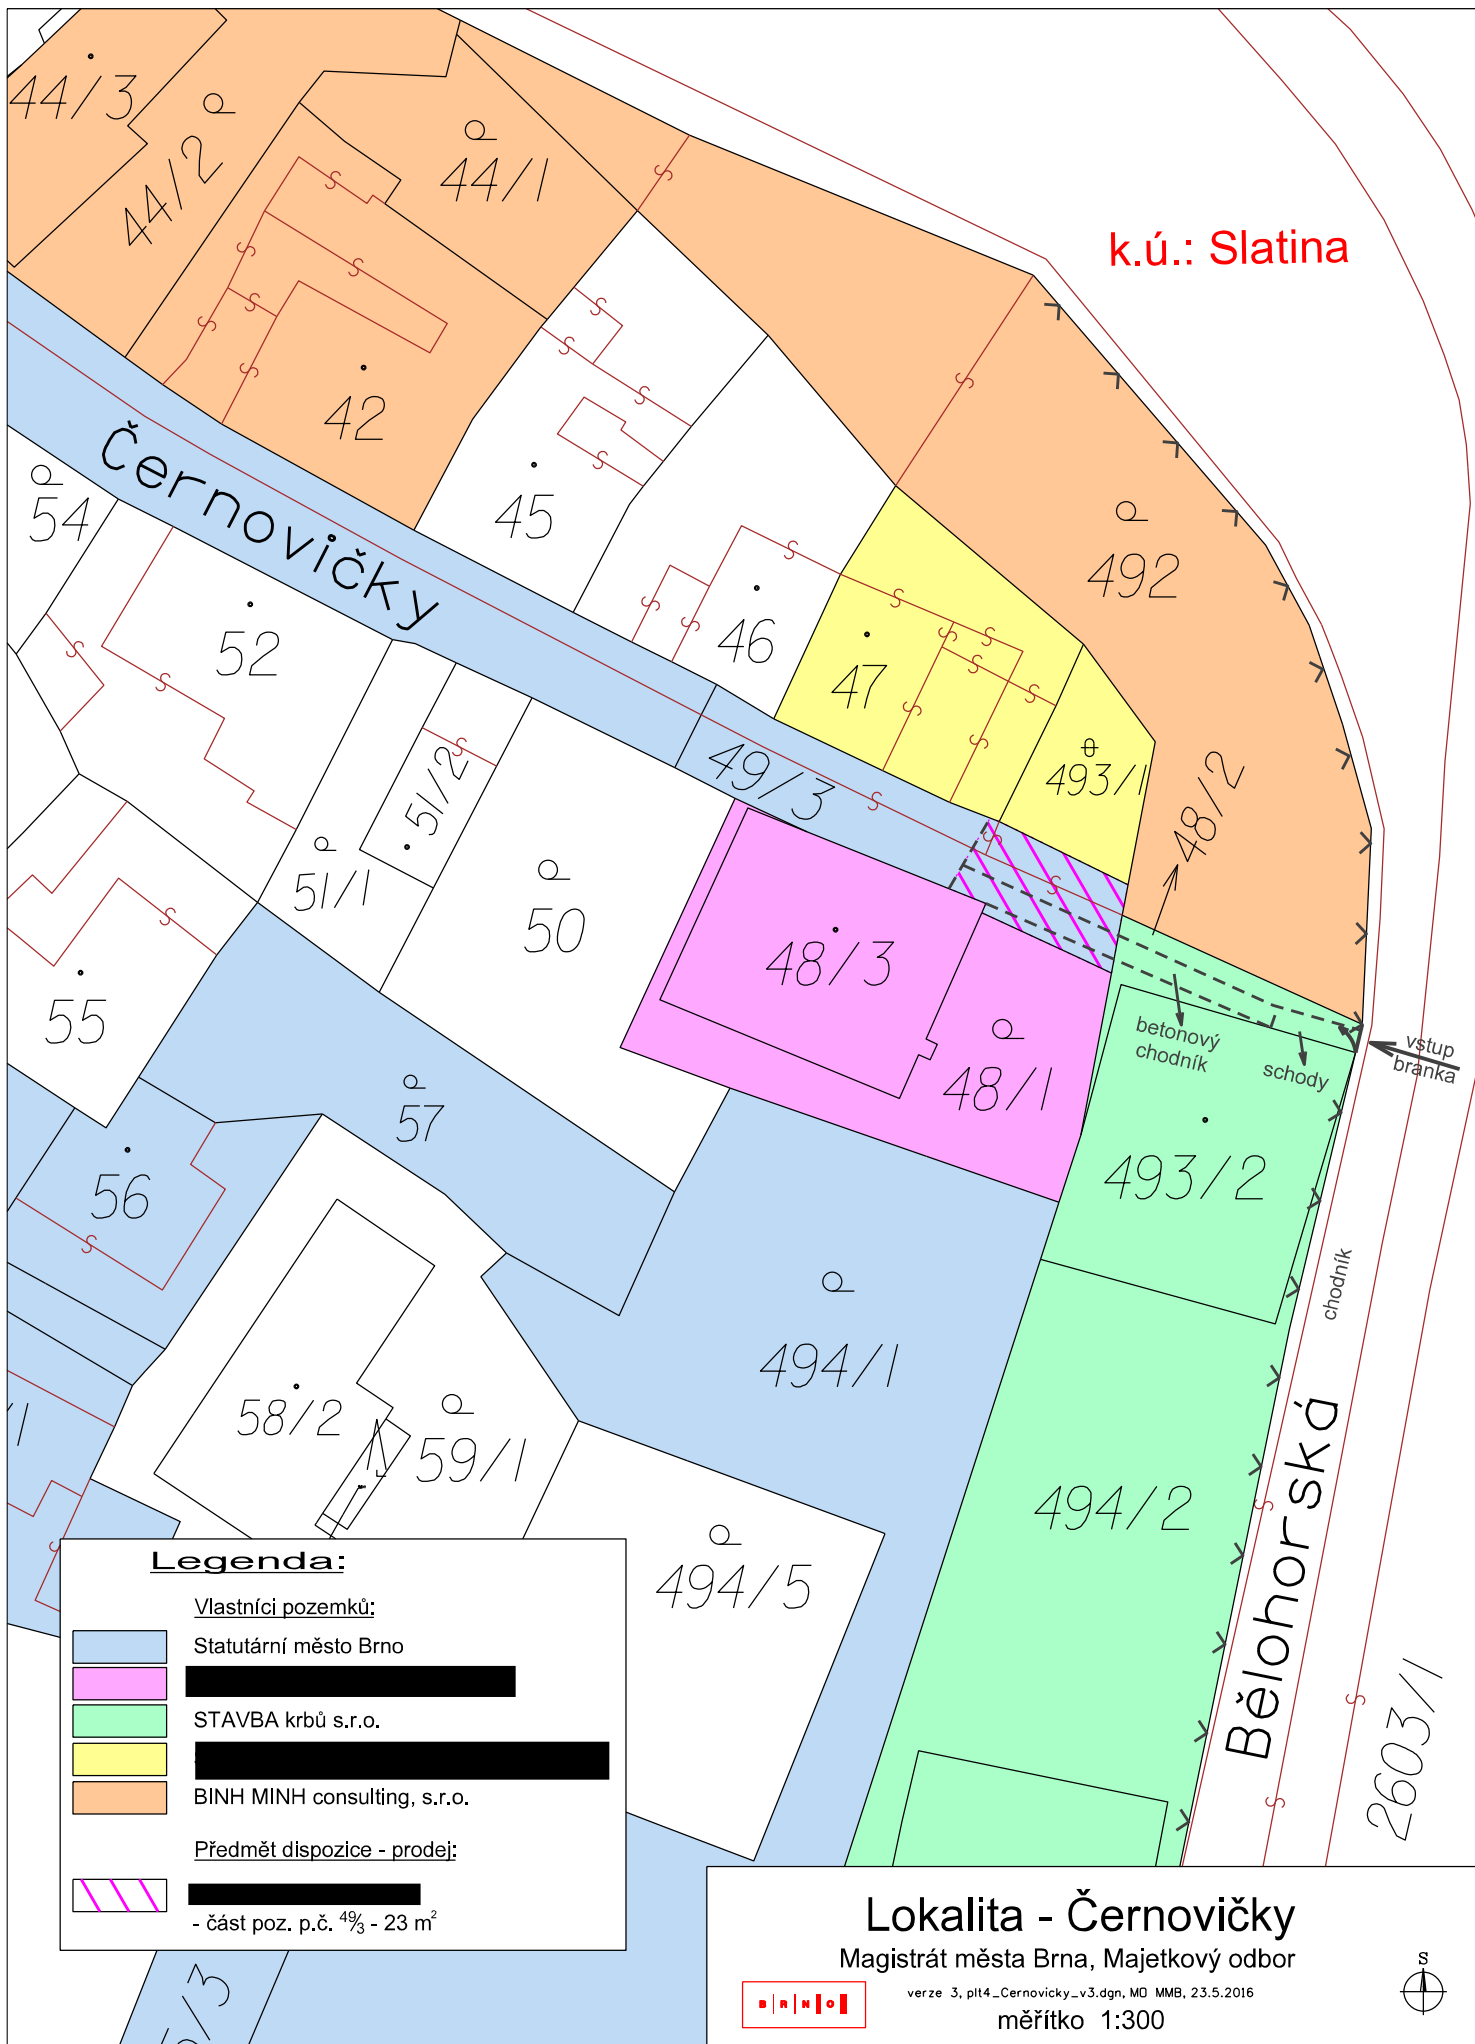 44/3
44/2
44/1
k.ú.: Slatina
42
Černovičky
54
45
492
52
46
47
51/2
49/3
493/1
48/2
51/1
50
48/3
55
betonový
chodník
schody
vstup
branka
48/1
57
56
493/2
chodník
494/1
58/2
59/1
494/2
494/5
Bělohorská
2603/1
Legenda:
Vlastníci pozemků:
Statutární město Brno
STAVBA krbů s.r.o.
BINH MINH consulting, s.r.o.
Předmět dispozice - prodej:
- část poz. p.č. 49/3 - 23 m²
Lokalita - Černovičky
Magistrát města Brna, Majetkový odbor
verze 3, plt4_Cernovicky_v3.dgn, MO MMB, 23.5.2016
měřítko 1:300
BRNO
S